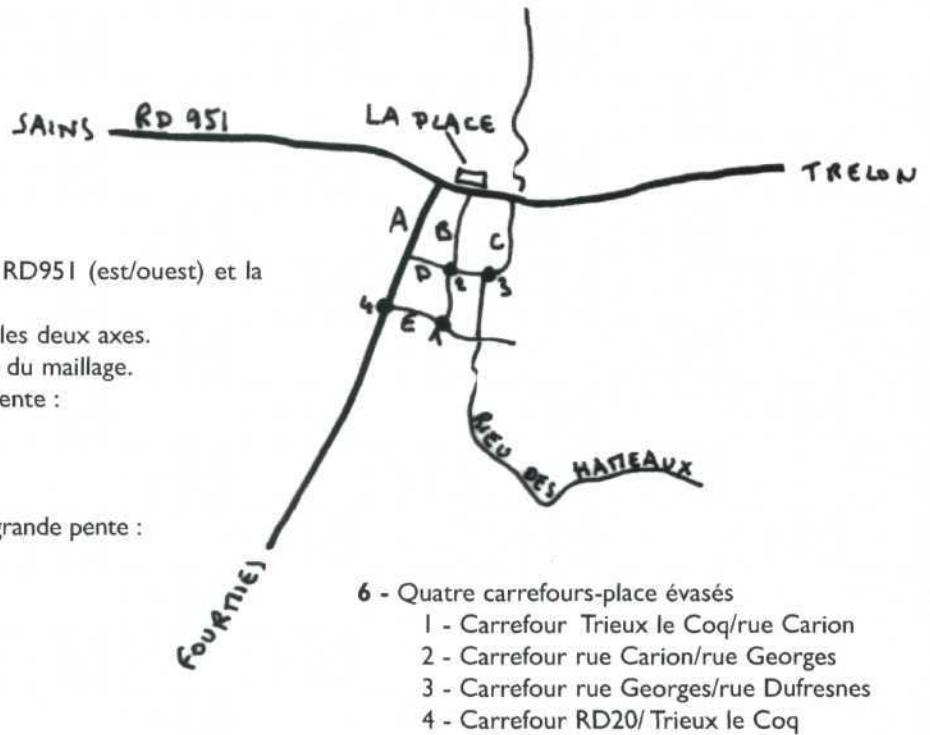 SAINS RD 951
LA PLACE
TRELON
A
B
C
D
2
3
4
E
1
RD951 (est/ouest) et la
les deux axes.
du maillage.
ente :
grande pente :
RIEU DES HAMEAUX
FOURMIES
6 - Quatre carrefours-place évasés
1 - Carrefour Trieux le Coq/rue Carion
2 - Carrefour rue Carion/rue Georges
3 - Carrefour rue Georges/rue Dufresnes
4 - Carrefour RD20/ Trieux le Coq